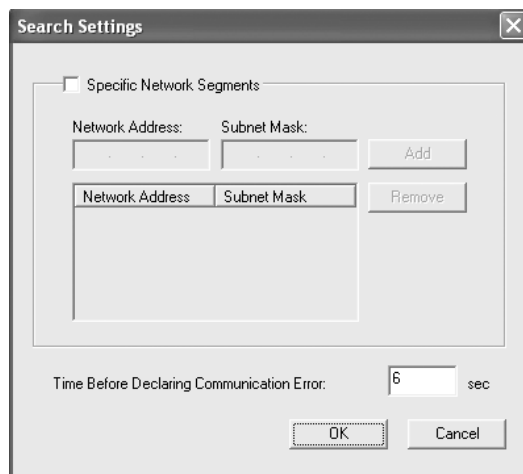 Search Settings
Specific Network Segments
Network Address: Subnet Mask:
Add
Network Address Subnet Mask
Remove
Time Before Declaring Communication Error: 6 sec
OK Cancel